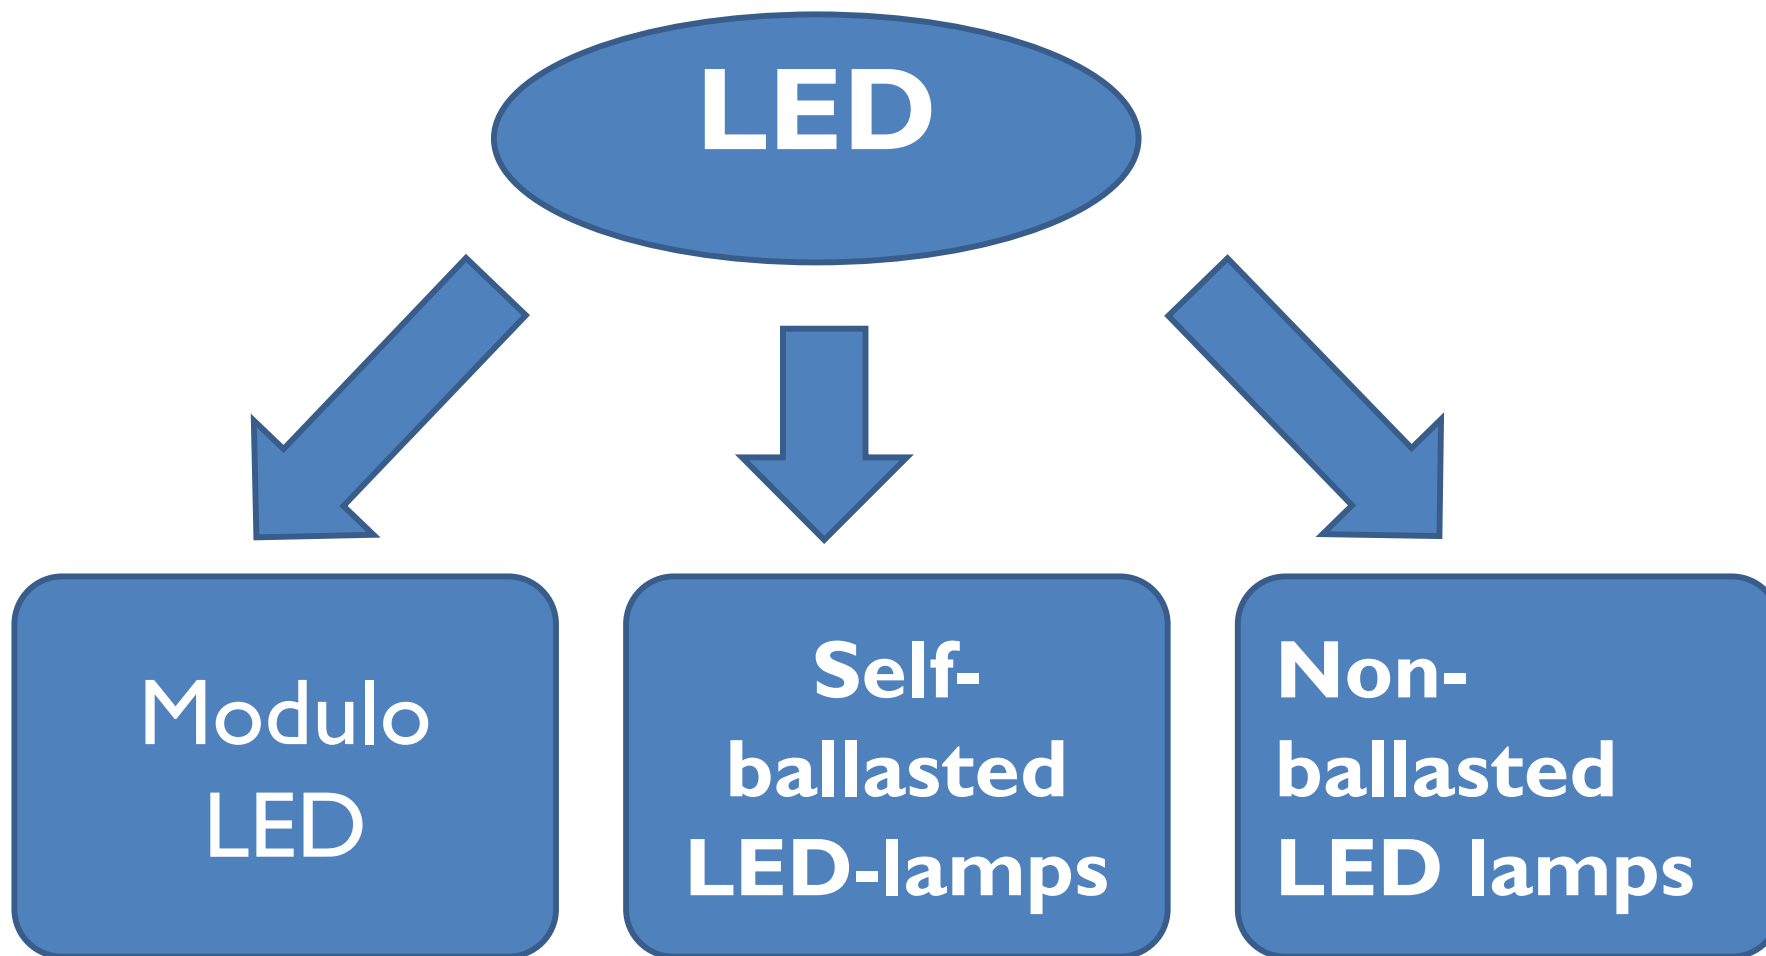 LED
Modulo
LED
Self-
ballasted
LED-lamps
Non-
ballasted
LED lamps